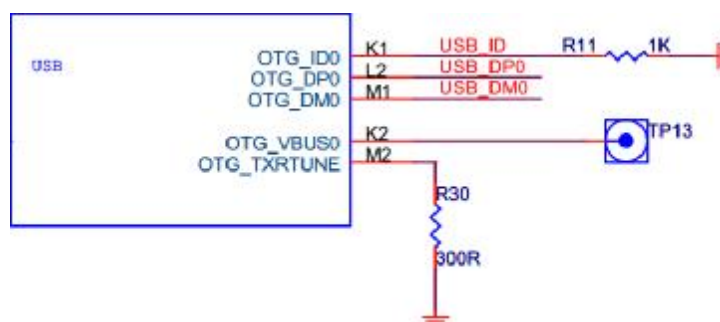 USB
OTG_ID0 K1 USB_ID R11 1K
OTG_DP0 L2 USB_DP0
OTG_DM0 M1 USB_DM0
OTG_VBUS0 K2 TP13
OTG_TXRTUNE M2
R30
300R